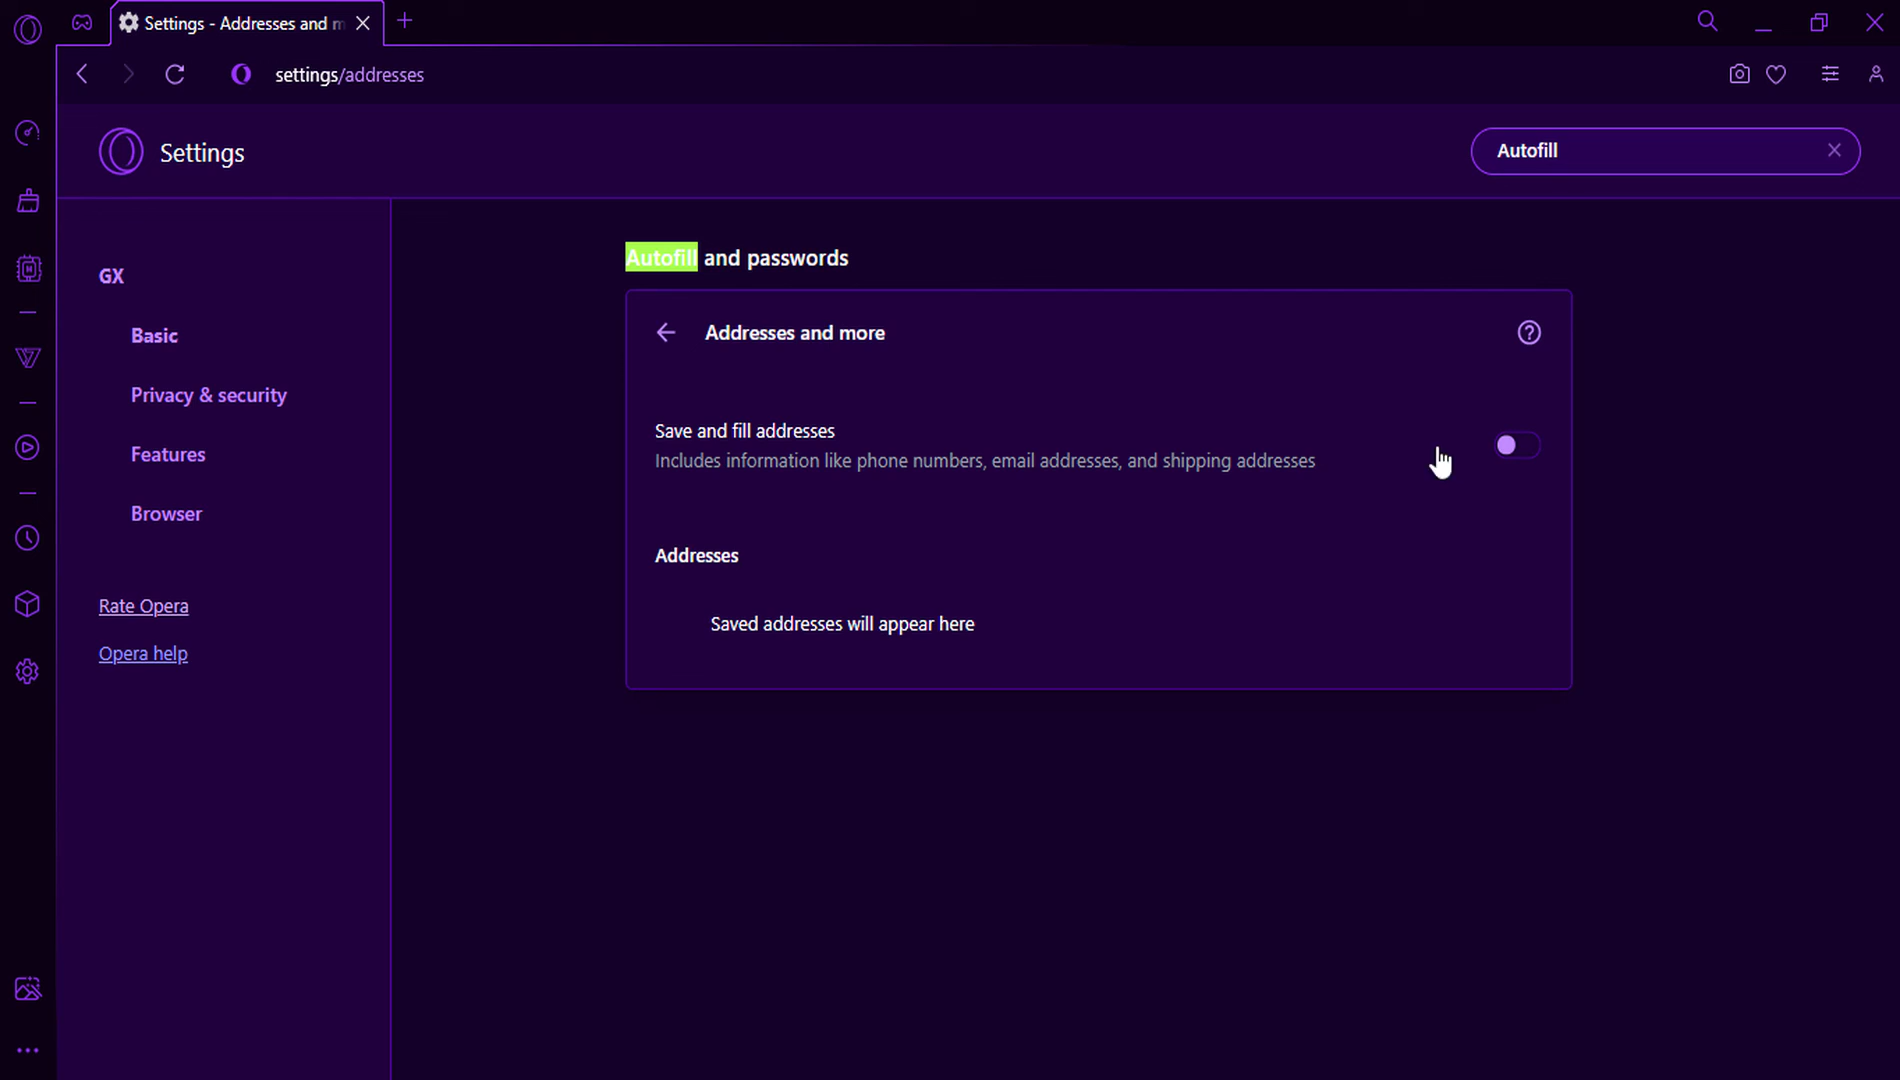 Settings - Addresses and m
settings/addresses
Settings
Autofill
GX
Basic
Privacy & security
Features
Browser
Rate Opera
Opera help
Autofill and passwords
Addresses and more
Save and fill addresses
Includes information like phone numbers, email addresses, and shipping addresses
Addresses
Saved addresses will appear here